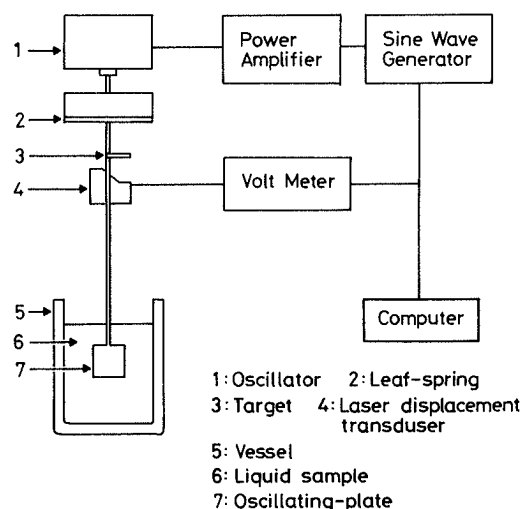 1
Power
Amplifier
Sine Wave
Generator
2
3
4
Volt Meter
5
6
7
Computer
1:Oscillator 2:Leaf-spring
3:Target 4:Laser displacement
transduser
5:Vessel
6:Liquid sample
7:Oscillating-plate